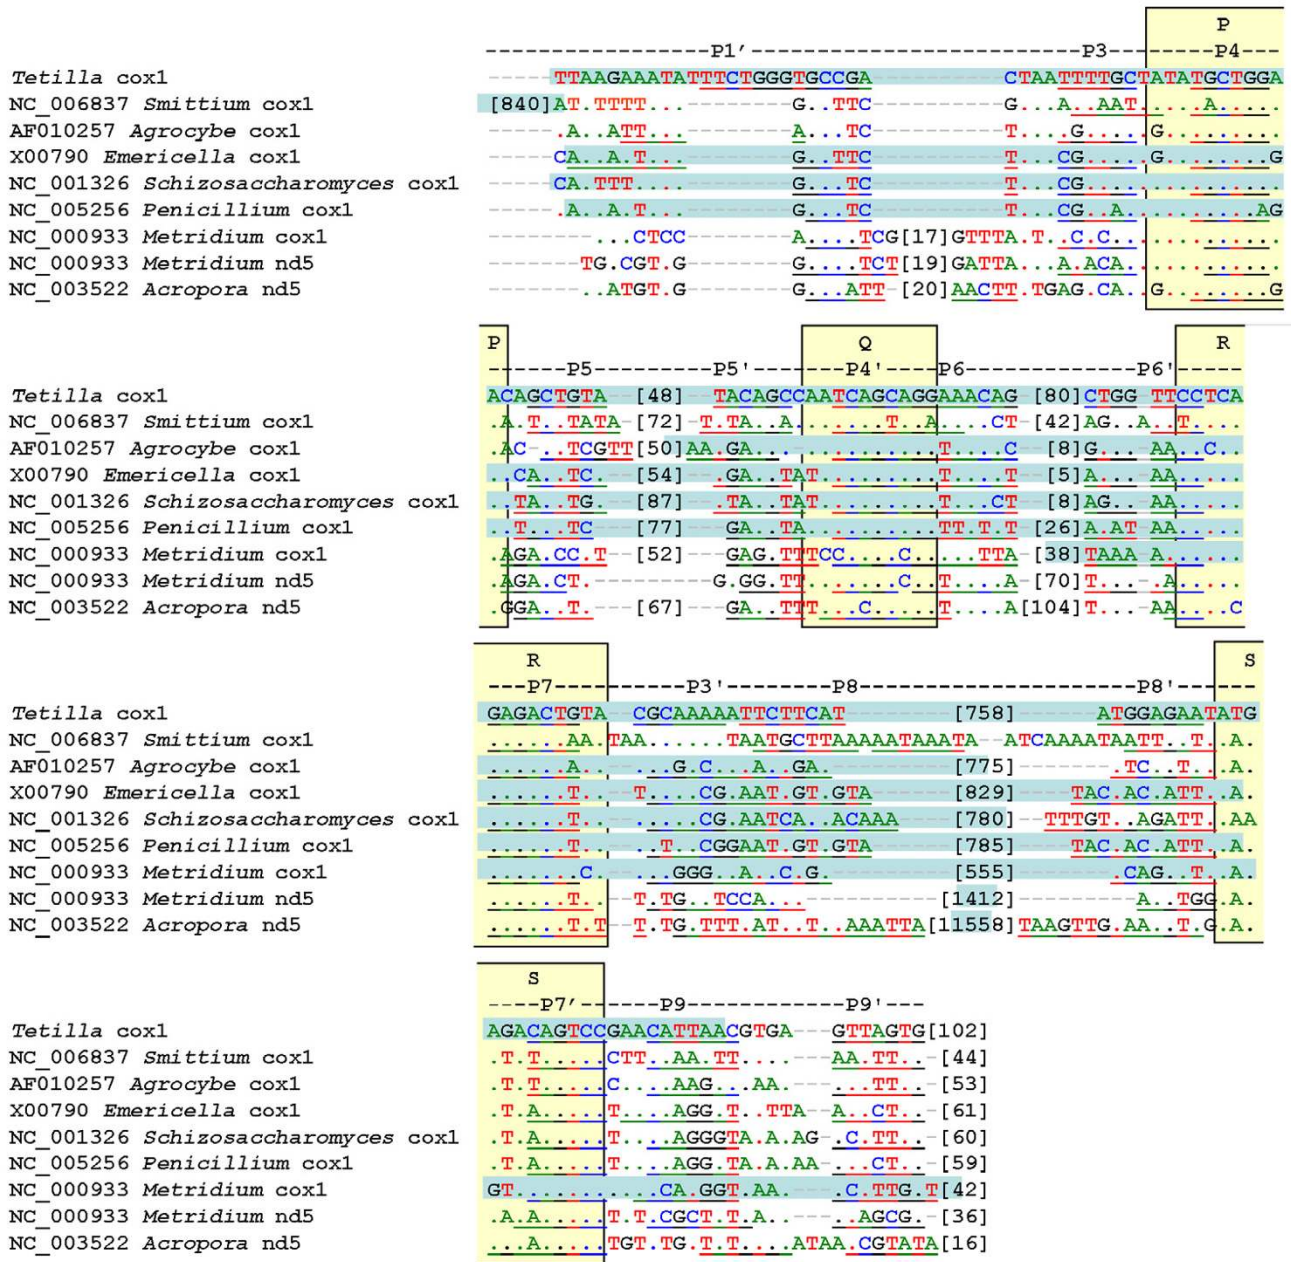 P
-----------------P1′-------------------------P3-------P4----
Tetilla cox1 -----TTAAGAAATATTTCTGGGTGCCGA CTAATTTTGCTATATGCTGGA
NC_006837 Smittium cox1 [840]AT.TTTT...--------G..TTC----------G..A..AAT.....A.....
AF010257 Agrocybe cox1 -----.A..ATT...--------A...TC----------T....G.....G.........
X00790 Emericella cox1 -----CA..A.T...--------G..TTC----------T...CG.....G........G
NC_001326 Schizosaccharomyces cox1 -----CA.TTT....--------G...TC----------T...CG...............
NC_005256 Penicillium cox1 -----.A..A.T...--------G...TC----------T...CG..A..........AG
NC_000933 Metridium cox1 -------...CTCC--------A....TCG[17]GTTTA.T..C.C..............
NC_000933 Metridium nd5 -------TG.CGT.G--------G....TCT[19]GATTA...A.ACA.............
NC_003522 Acropora nd5 -------..ATGT.G--------G...ATT-[20]AACTT.TGAG.CA..G........G
P Q R
------P5--------P5'-------P4'----P6-----------P6'-----
Tetilla cox1 ACAGCTGTA--[48]--TACAGCCAATCAGCAGGAAACAG [80]CTGG TTCCTCA
NC_006837 Smittium cox1 .A.T..TATA-[72]-T.TA..A.......T..A....CT-[42]AG..A..T....
AF010257 Agrocybe cox1 .AC-..TCGTT[50]AA.GA.............T....C--[8]G...-AA..C..
X00790 Emericella cox1 ..CA..TC.--[54]--.GA..TAT.........T....T--[5]A...-AA.....
NC_001326 Schizosaccharomyces cox1 ..TA..TG.--[87]--.TA..TAT.........T...CT--[8]AG..-AA.....
NC_005256 Penicillium cox1 ..T...TC--[77]---GA..TA..........TT.T.T-[26]A.AT AA.....
NC_000933 Metridium cox1 .AGA.CC.T--[52]---GAG.TTTCC....C.....TTA-[38]TAAA A......
NC_000933 Metridium nd5 .AGA.CT.---------G.GG.TT.......C..T....A-[70]T...-.A.....
NC_003522 Acropora nd5 .GGA..T.---[67]---GA..TTT...C.....T....A[104]T...-AA....C
R S
---P7----------P3'--------P8----------------------P8'------
Tetilla cox1 GAGACTGTA CGCAAAAATTCTTCAT [758] ATGGAGAATATG
NC_006837 Smittium cox1 ......AA.TAA......TAATGCTTAAAAATAAATA--ATCAAAATAATT..T..A.
AF010257 Agrocybe cox1 ......A.. ...G.C...A..GA. [775]-------.TC..T...A.
X00790 Emericella cox1 ......T.. T....CG.AAT.GT.GTA [829]----TAC.AC.ATT..A.
NC_001326 Schizosaccharomyces cox1 ......T.. .....CG.AATCA..ACAAA [780]--TTTGT..AGATT..AA
NC_005256 Penicillium cox1 ......T.. ..T.CGGAAT.GT.GTA [785]----TAC.AC.ATT..A.
NC_000933 Metridium cox1 .......C. ...GGG..A..C.G. [555] .CAG..T...A.
NC_000933 Metridium nd5 ......T..--T.TG..TCCA...----------[1412]---------A..TGG.A.
NC_003522 Acropora nd5 ......T.T--T.TG.TTT.AT..T..AAATTA[11558]TAAGTTG.AA..T.G.A.
S
----P7′-----P9-----------P9'---
Tetilla cox1 AGACAGTCCGAACATTAACGTGA--GTTAGTG[102]
NC_006837 Smittium cox1 .T.T.....CTT..AA.TT....---AA.TT..-[44]
AF010257 Agrocybe cox1 .T.T.....C....AAG...AA.---...TT..-[53]
X00790 Emericella cox1 .T.A.....T....AGG.T..TTA--A..CT..-[61]
NC_001326 Schizosaccharomyces cox1 .T.A.....T....AGGGTA.A.AG-.C.TT..-[60]
NC_005256 Penicillium cox1 .T.A.....T....AGG.TA.A.AA--...CT..-[59]
NC_000933 Metridium cox1 GT...........CA.GGT.AA.---.C.TTG.T[42]
NC_000933 Metridium nd5 .A.A.....T.T.CGCT.T.A.----..AGCG.-[36]
NC_003522 Acropora nd5 ...A.....TGT.TG.T.T....ATAA.CGTATA[16]